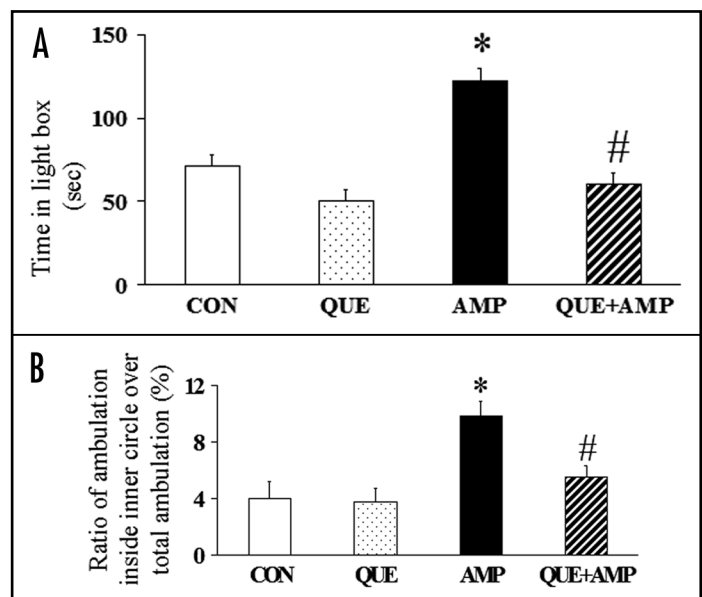 A
Time in light box
(sec)
150
100
50
0
*
#
CON QUE AMP QUE+AMP
B
Ratio of ambulation
inside inner circle over
total ambulation (%)
12
8
4
0
*
#
CON QUE AMP QUE+AMP